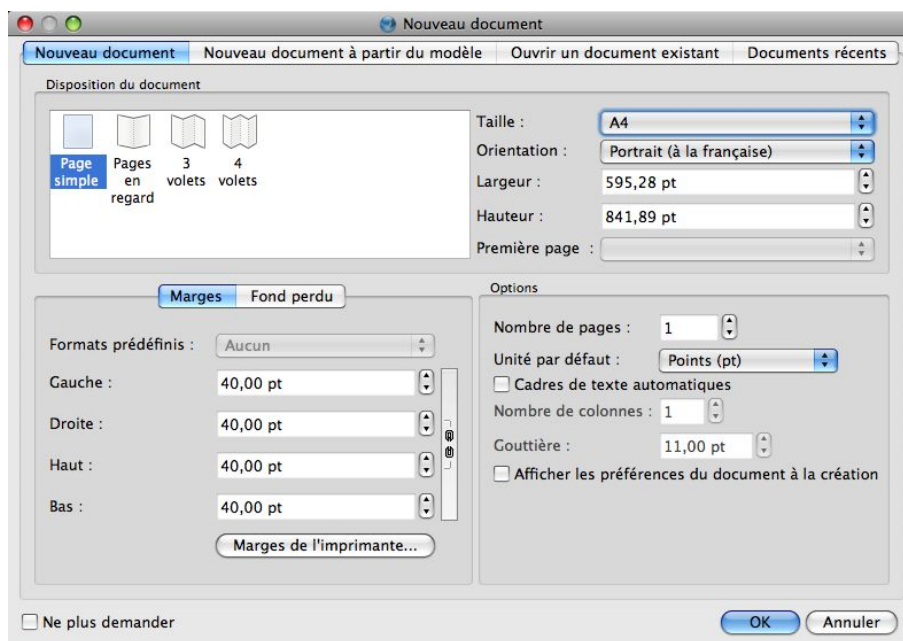 Nouveau document
Nouveau document Nouveau document à partir du modèle Ouvrir un document existant Documents récents
Disposition du document
Page simple
Pages en regard
3 volets
4 volets
Taille : A4
Orientation : Portrait (à la française)
Largeur : 595,28 pt
Hauteur : 841,89 pt
Première page :
Marges Fond perdu
Formats prédéfinis : Aucun
Gauche : 40,00 pt
Droite : 40,00 pt
Haut : 40,00 pt
Bas : 40,00 pt
Marges de l'imprimante...
Options
Nombre de pages : 1
Unité par défaut : Points (pt)
Cadres de texte automatiques
Nombre de colonnes : 1
Gouttière : 11,00 pt
Afficher les préférences du document à la création
Ne plus demander
OK Annuler